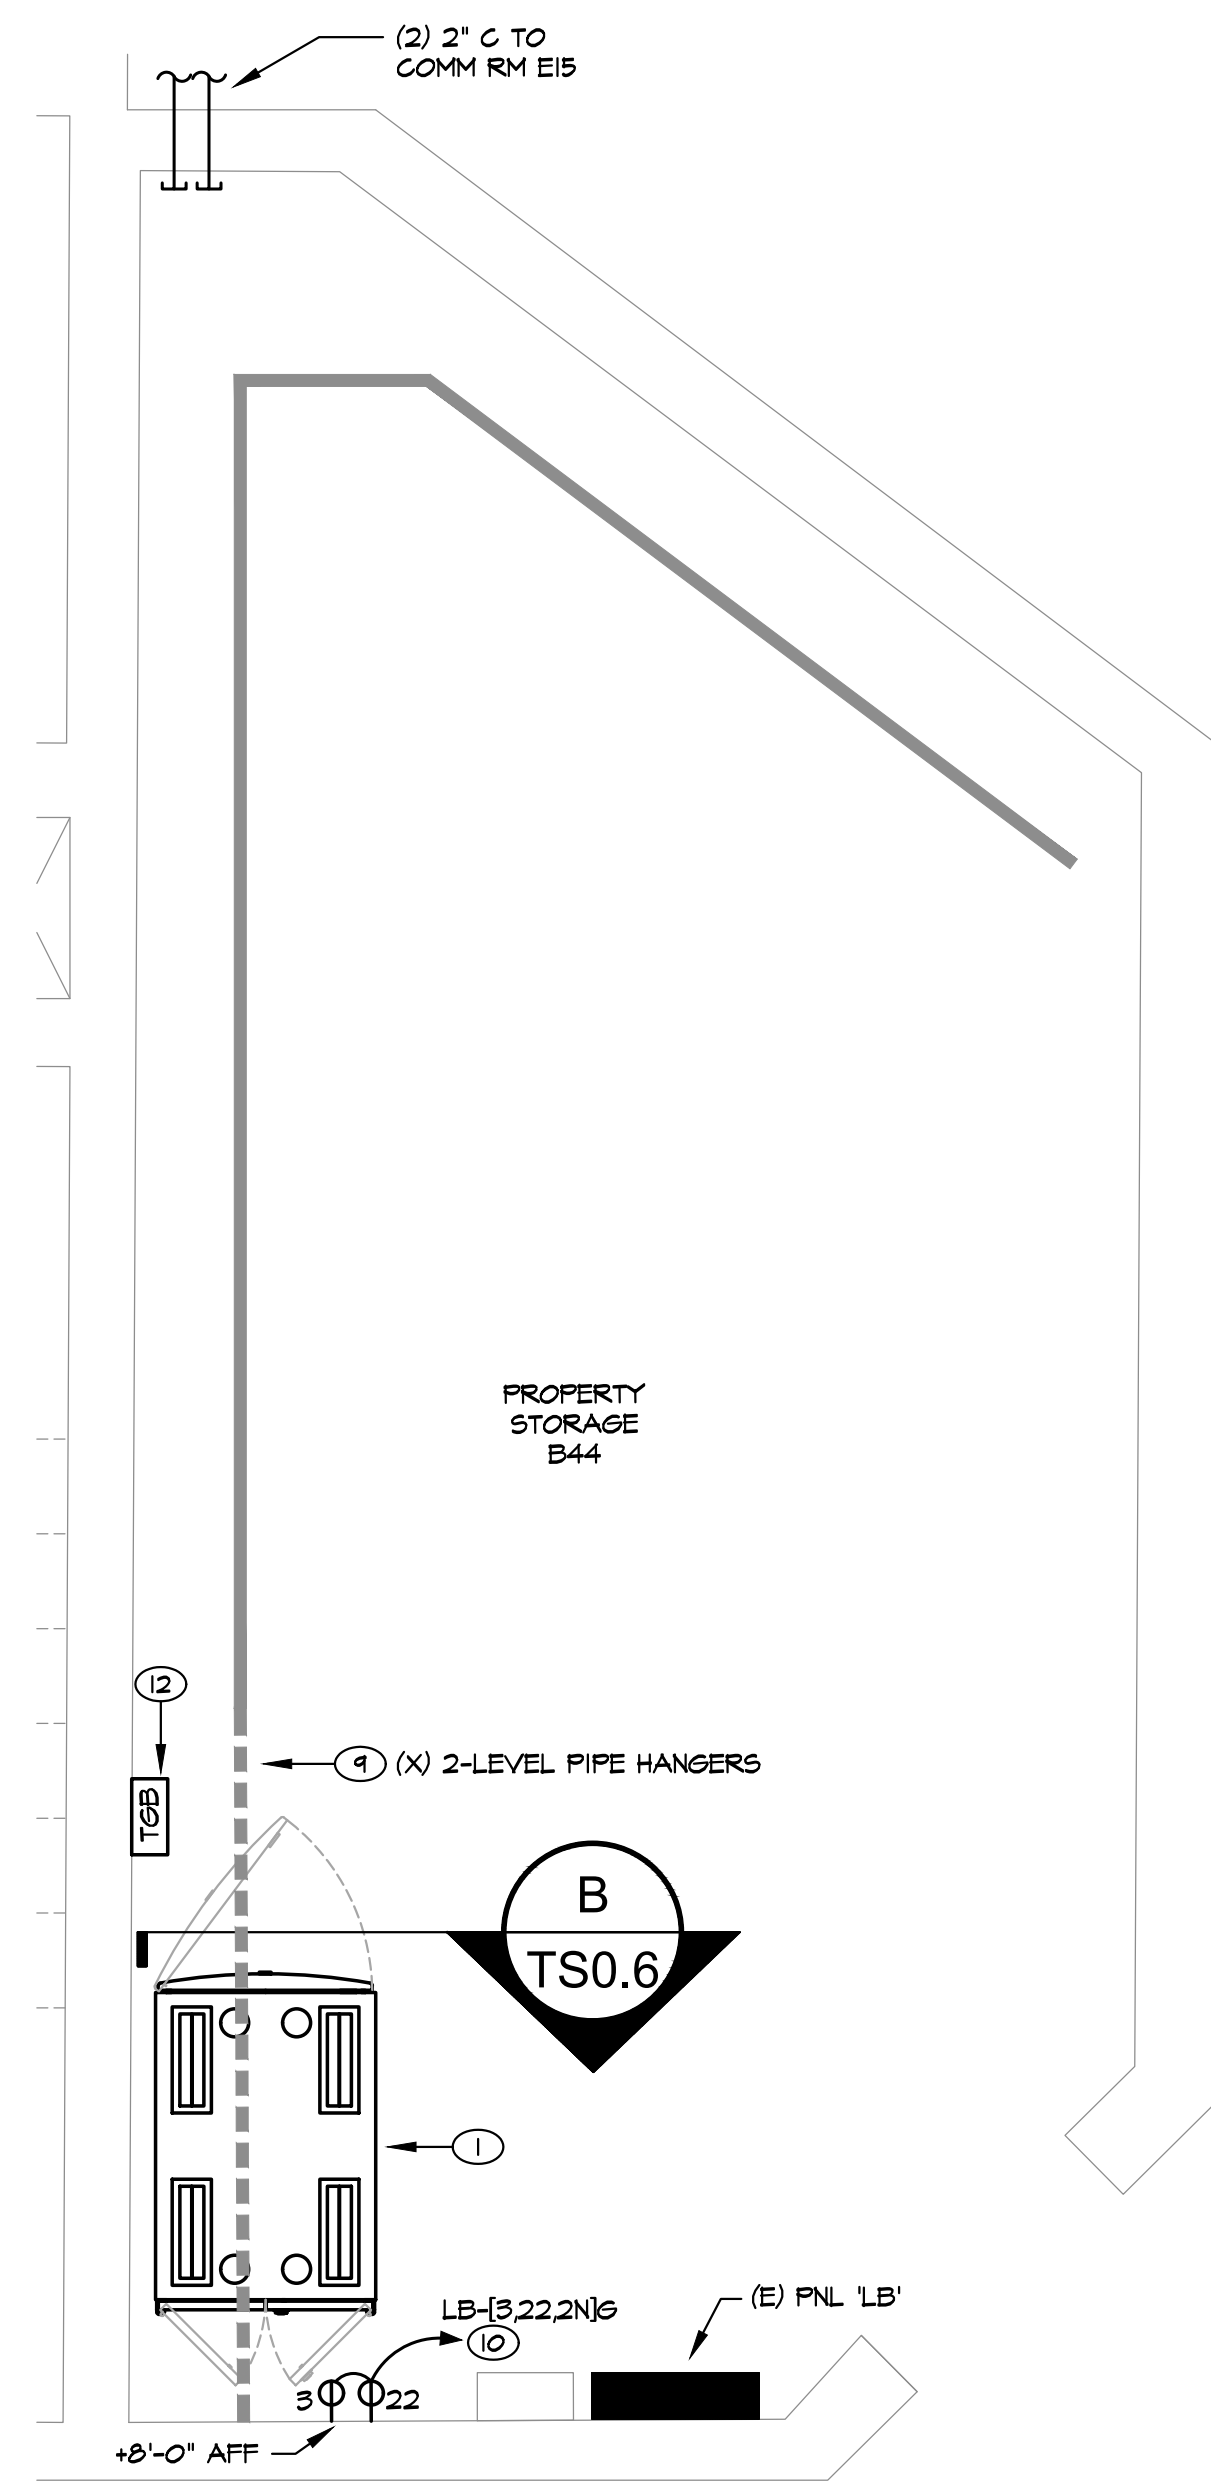 (2) 2" C TO
COMM RM E15
PROPERTY
STORAGE
B44
12
9 (X) 2-LEVEL PIPE HANGERS
TGB
B
TS0.6
1
(E) PNL 'LB'
LB-[3,22,2N]G
10
3
22
+8'-0" AFF